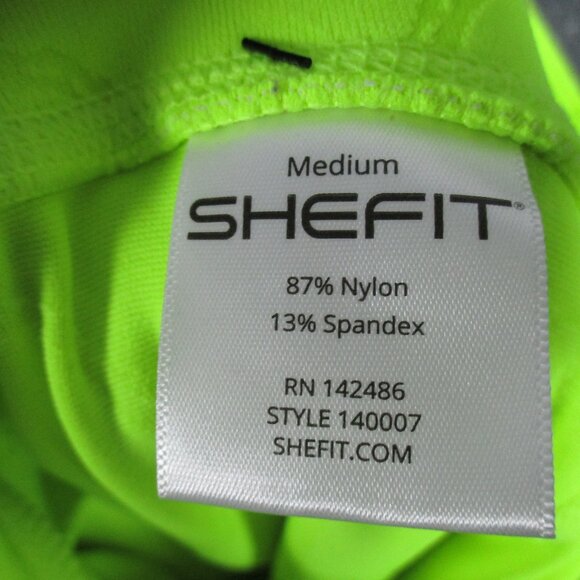 Medium
SHEFIT®
87% Nylon
13% Spandex
RN 142486
STYLE 140007
SHEFIT.COM